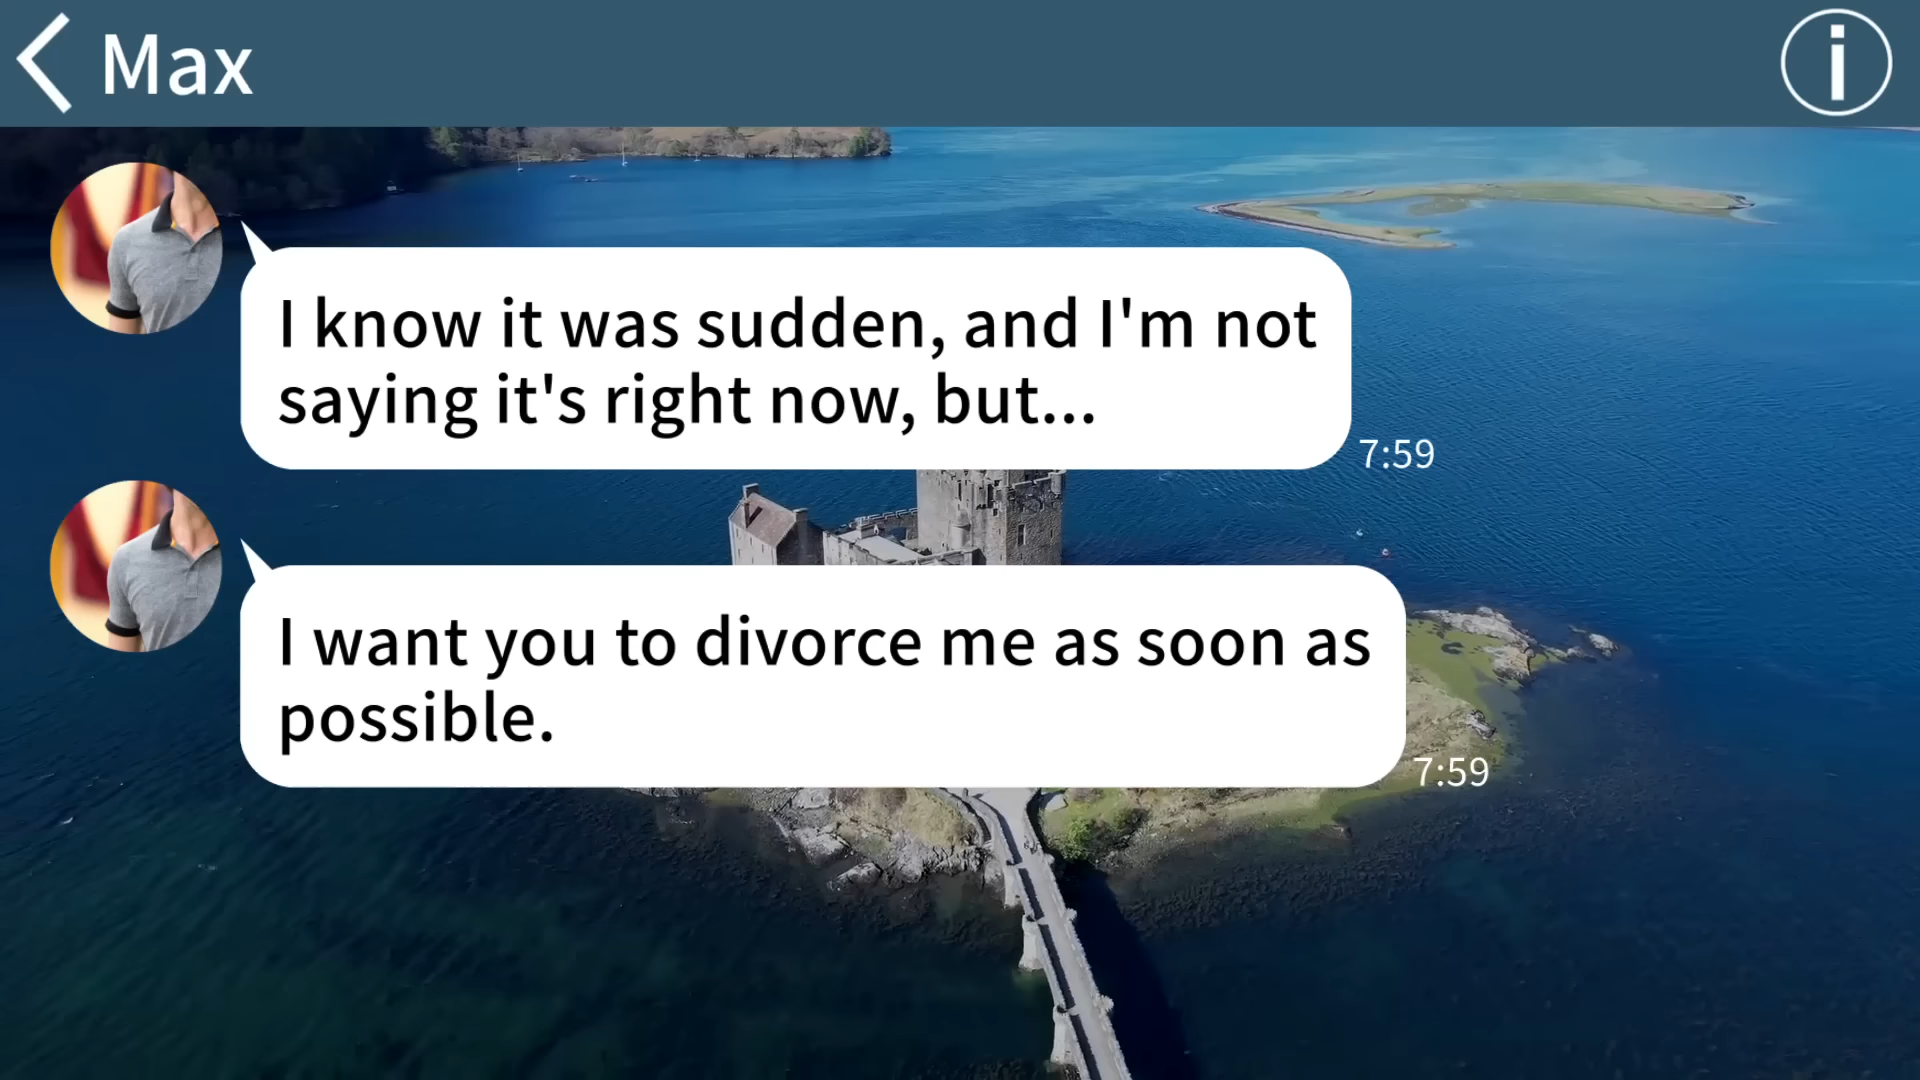 Max
I know it was sudden, and I'm not
saying it's right now, but...
7:59
I want you to divorce me as soon as
possible.
7:59